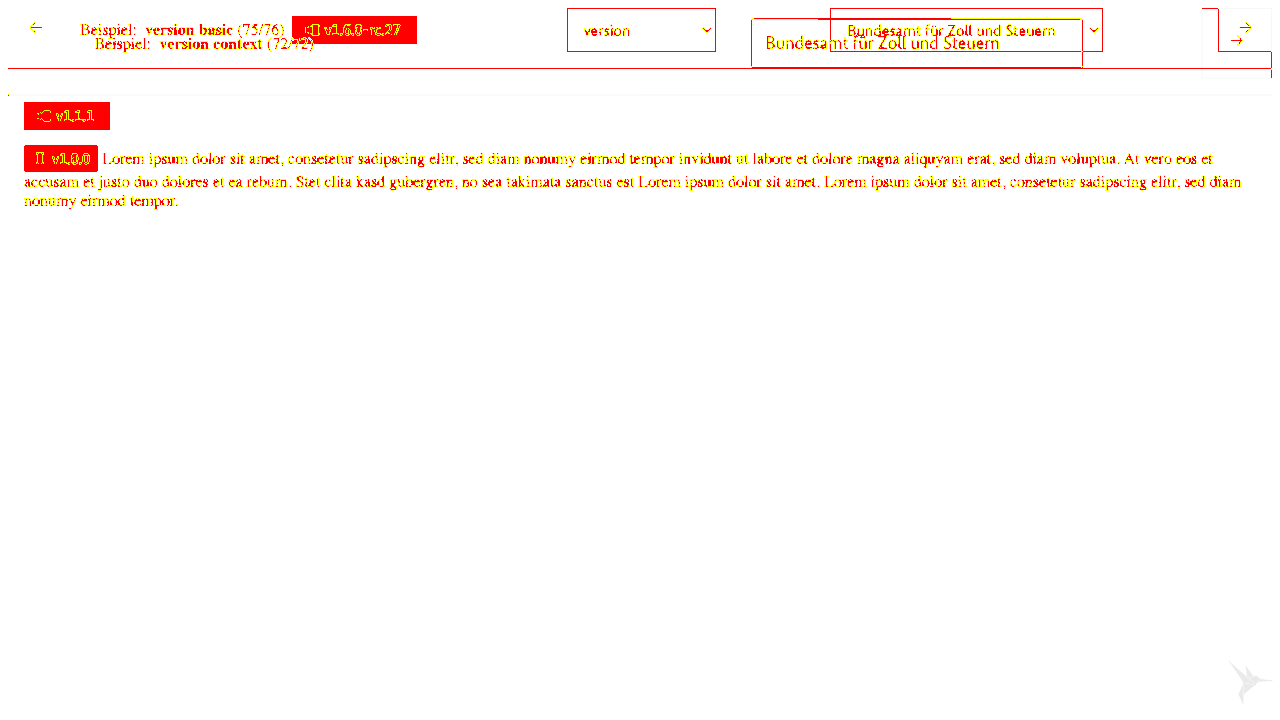 Beispiel: version basic (75/76) v1.6.0-rc.27
Beispiel: version context (72/72)
version
Bundesamt für Zoll und Steuern
Bundesamt für Zoll und Steuern
v1.1.1
v1.0.0 Lorem ipsum dolor sit amet, consetetur sadipscing elitr, sed diam nonumy eirmod tempor invidunt ut labore et dolore magna aliquyam erat, sed diam voluptua. At vero eos et
accusam et justo duo dolores et ea rebum. Stet clita kasd gubergren, no sea takimata sanctus est Lorem ipsum dolor sit amet. Lorem ipsum dolor sit amet, consetetur sadipscing elitr, sed diam
nonumy eirmod tempor.